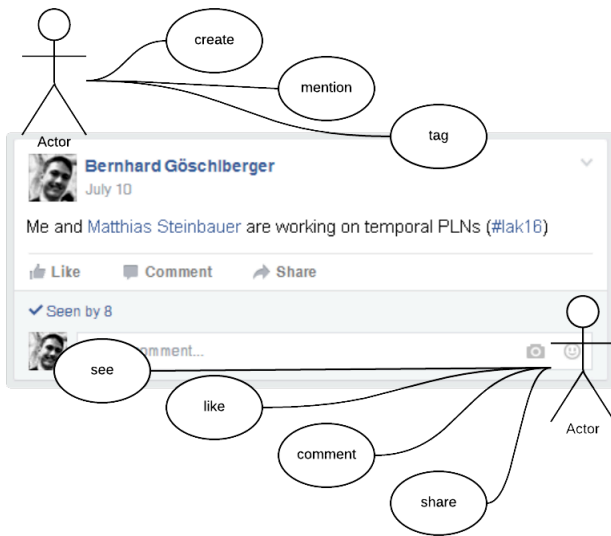 create
mention
tag
Actor
Bernhard Göschlberger
July 10
Me and Matthias Steinbauer are working on temporal PLNs (#lak16)
Like Comment Share
Seen by 8
omment...
see
like
Actor
comment
share